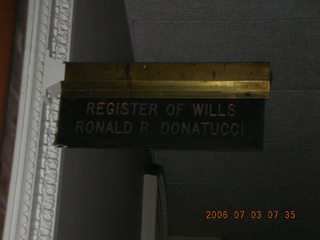 REGISTER OF WILLS
RONALD R. DONATUCCI
2006 07 03 07:35